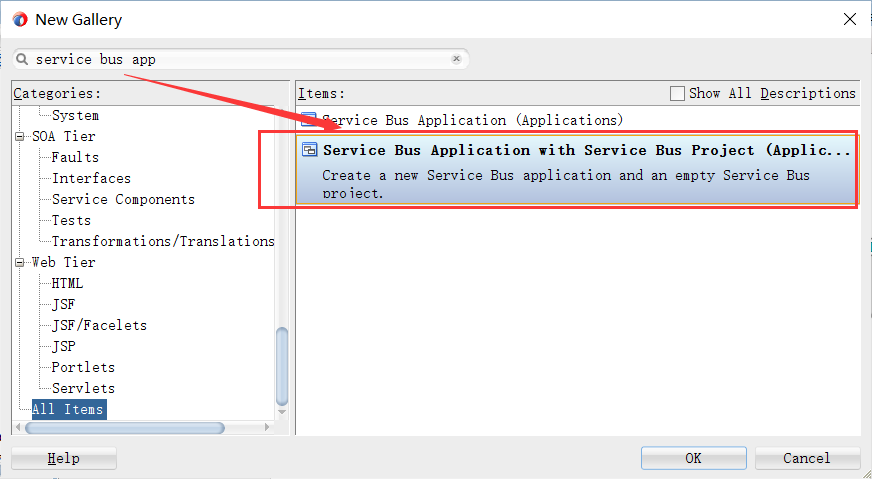 New Gallery
service bus app
Categories:
System
SOA Tier
Faults
Interfaces
Service Components
Tests
Transformations/Translations
Web Tier
HTML
JSF
JSF/Facelets
JSP
Portlets
Servlets
All Items
Items:
Show All Descriptions
Service Bus Application (Applications)
Service Bus Application with Service Bus Project (Applic...
Create a new Service Bus application and an empty Service Bus
project.
Help
OK
Cancel